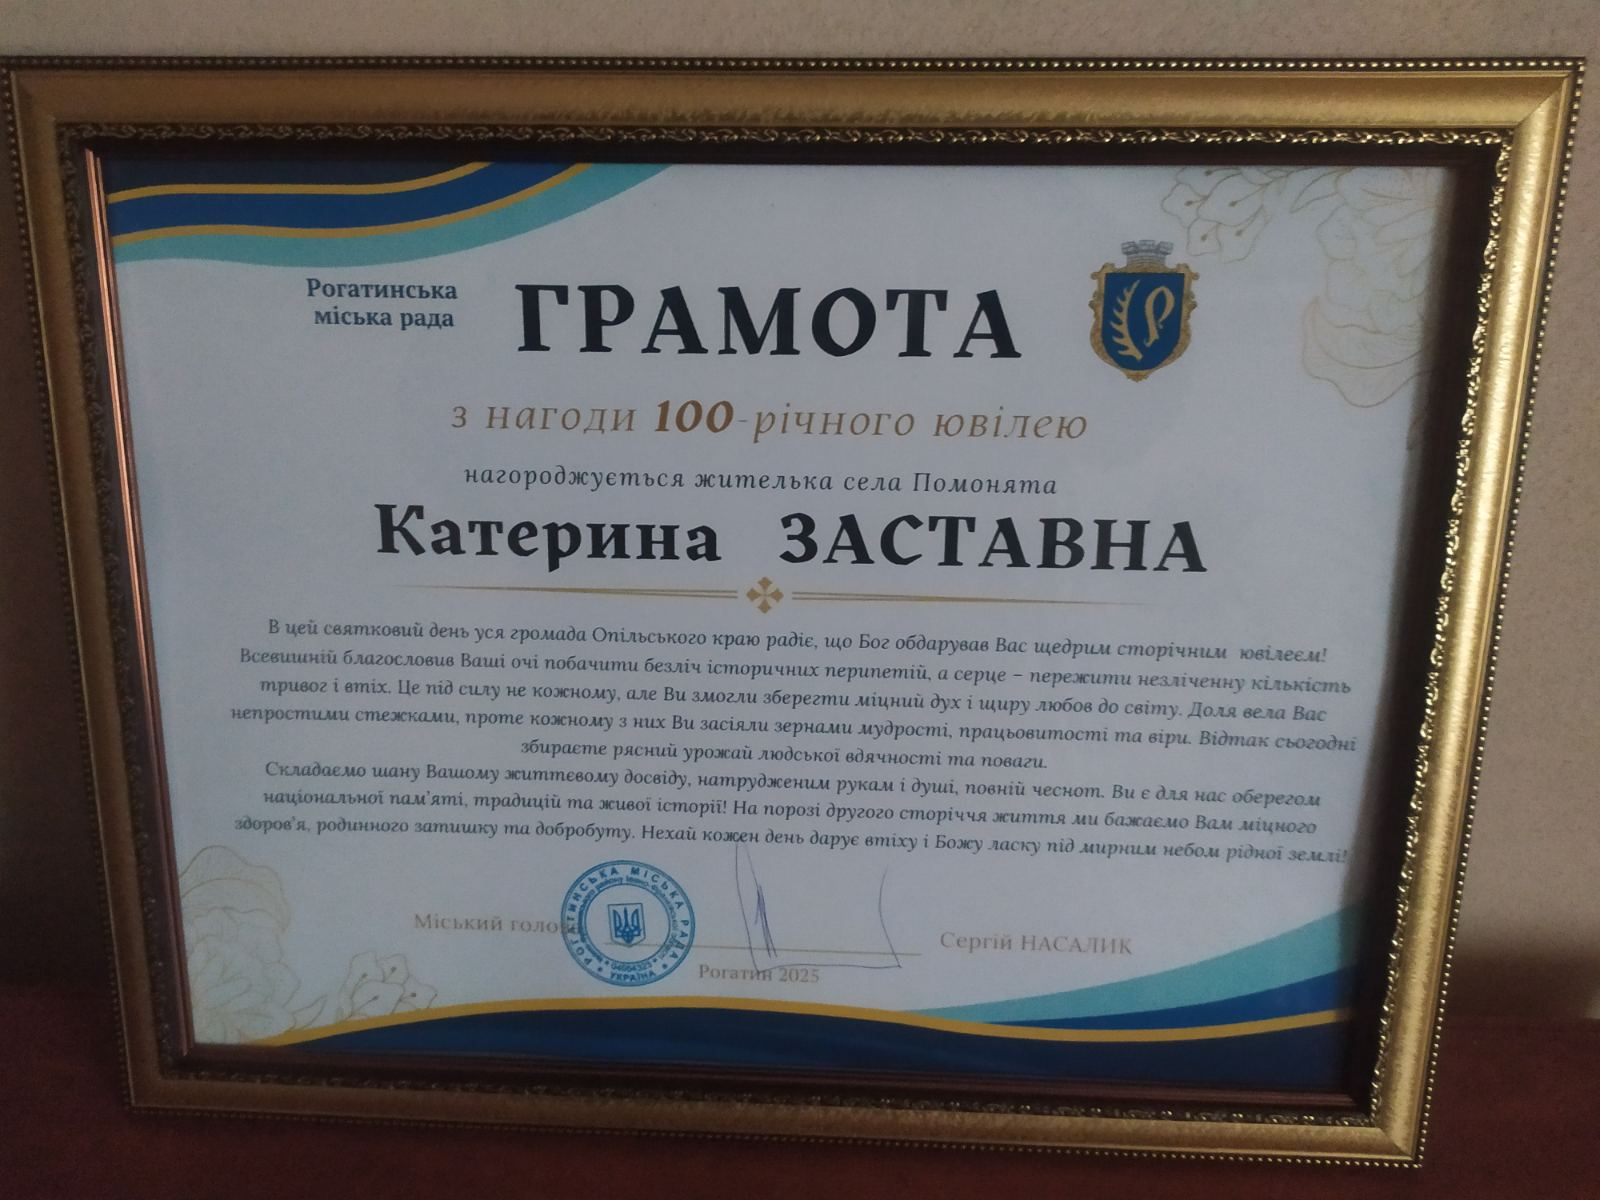 Рогатинська
міська рада
ГРАМОТА
з нагоди 100-річного ювілею
нагороджується жителька села Помонята
Катерина ЗАСТАВНА
В цей святковий день уся громада Опільського краю радіє, що Бог обдарував Вас щедрим сторічним ювілеєм!
Всевишній благословив Ваші очі побачити безліч історичних перипетій, а серце – пережити незліченну кількість
тривог і втіх. Це під силу не кожному, але Ви змогли зберегти міцний дух і щиру любов до світу. Доля вела Вас
непростими стежками, проте кожному з них Ви засіяли зернами мудрості, працьовитості та віри. Відтак сьогодні
збираєте рясний урожай людської вдячності та поваги.
Складаємо шану Вашому життєвому досвіду, натрудженим рукам і душі, повній чеснот. Ви є для нас оберегом
національної пам'яті, традицій та живої історії! На порозі другого сторіччя життя ми бажаємо Вам міцного
здоров'я, родинного затишку та добробуту. Нехай кожен день дарує втіху і Божу ласку під мирним небом рідної землі!
Міський голова
Сергій НАСАЛИК
РОГАТИНСЬКА МІСЬКА РАДА
УКРАЇНА
Рогатин 2025